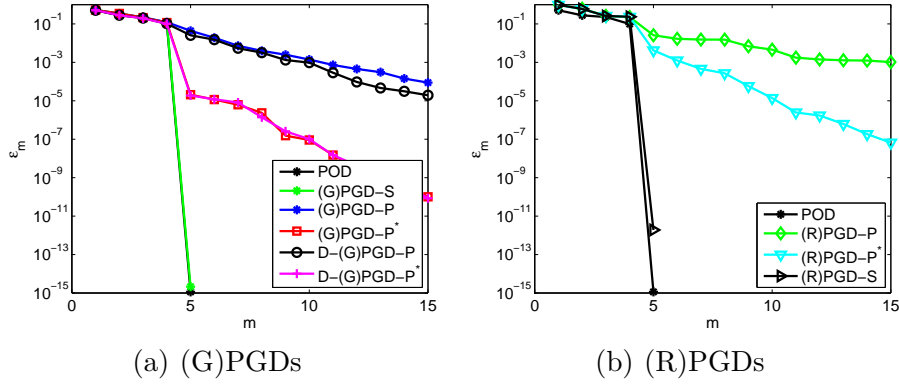 10^-1
10^-3
10^-5
10^-7
10^-9
10^-11
10^-13
10^-15
ε_m
5
10
15
m
POD
(G)PGD−S
(G)PGD−P
(G)PGD−P*
D−(G)PGD−P
D−(G)PGD−P*
(a) (G)PGDs
10^-1
10^-3
10^-5
10^-7
10^-9
10^-11
10^-13
10^-15
ε_m
5
10
15
m
POD
(R)PGD−P
(R)PGD−P*
(R)PGD−S
(b) (R)PGDs